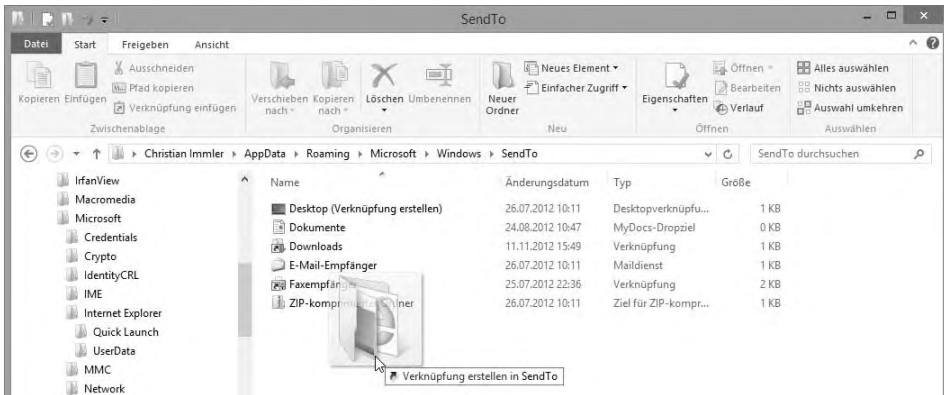 SendTo
Datei Start Freigeben Ansicht
Kopieren Einfügen
Ausschneiden
Pfad kopieren
Verknüpfung einfügen
Zwischenablage
Verschieben nach
Kopieren nach
Löschen
Umbenennen
Organisieren
Neuer Ordner
Neues Element
Einfacher Zugriff
Neu
Eigenschaften
Öffnen
Bearbeiten
Verlauf
Öffnen
Alles auswählen
Nichts auswählen
Auswahl umkehren
Auswählen
Christian Immler AppData Roaming Microsoft Windows SendTo
SendTo durchsuchen
IrfanView
Macromedia
Microsoft
Credentials
Crypto
IdentityCRL
IME
Internet Explorer
Quick Launch
UserData
MMC
Network
Name Änderungsdatum Typ Größe
Desktop (Verknüpfung erstellen) 26.07.2012 10:11 Desktopverknüpfu... 1 KB
Dokumente 24.08.2012 10:47 MyDocs-Dropziel 0 KB
Downloads 11.11.2012 15:49 Verknüpfung 1 KB
E-Mail-Empfänger 26.07.2012 10:11 Maildienst 1 KB
Faxempfänger 25.07.2012 22:36 Verknüpfung 2 KB
ZIP-komprimierter Ordner 26.07.2012 10:11 Ziel für ZIP-kompr... 1 KB
Verknüpfung erstellen in SendTo